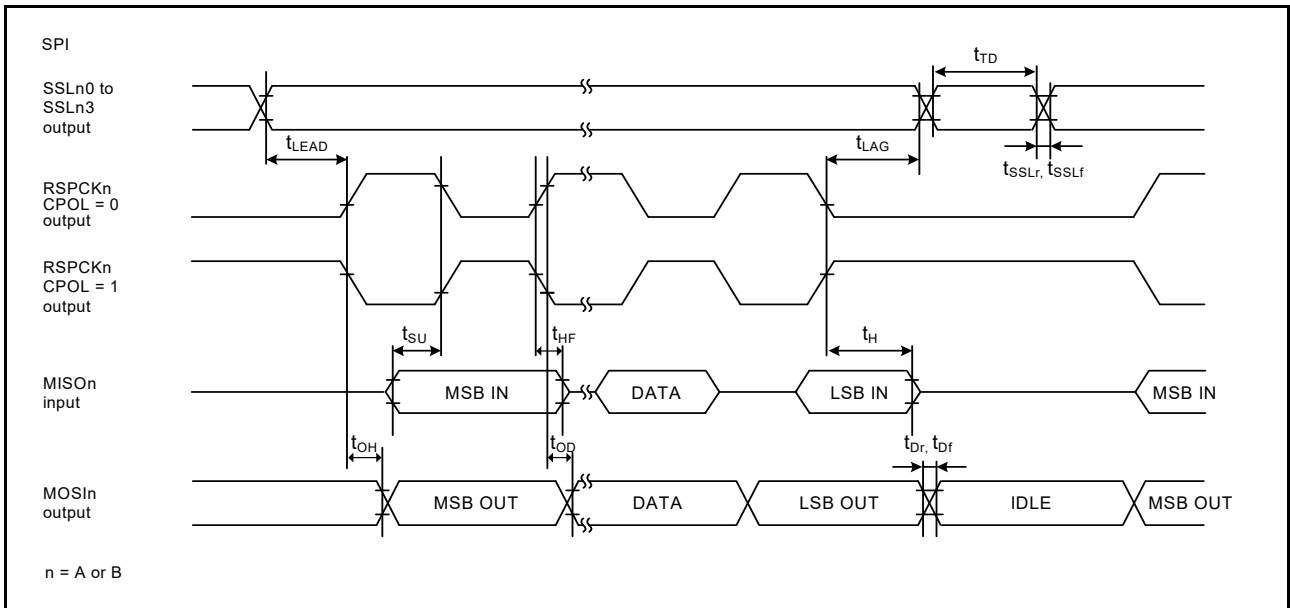 SPI
SSLn0 to
SSLn3
output
tTD
tLEAD
tLAG
tSSLr, tSSLf
RSPCKn
CPOL = 0
output
RSPCKn
CPOL = 1
output
tSU
tHF
tH
MISOn
input
MSB IN
DATA
LSB IN
MSB IN
tOH
tOD
tDr, tDf
MOSIn
output
MSB OUT
DATA
LSB OUT
IDLE
MSB OUT
n = A or B